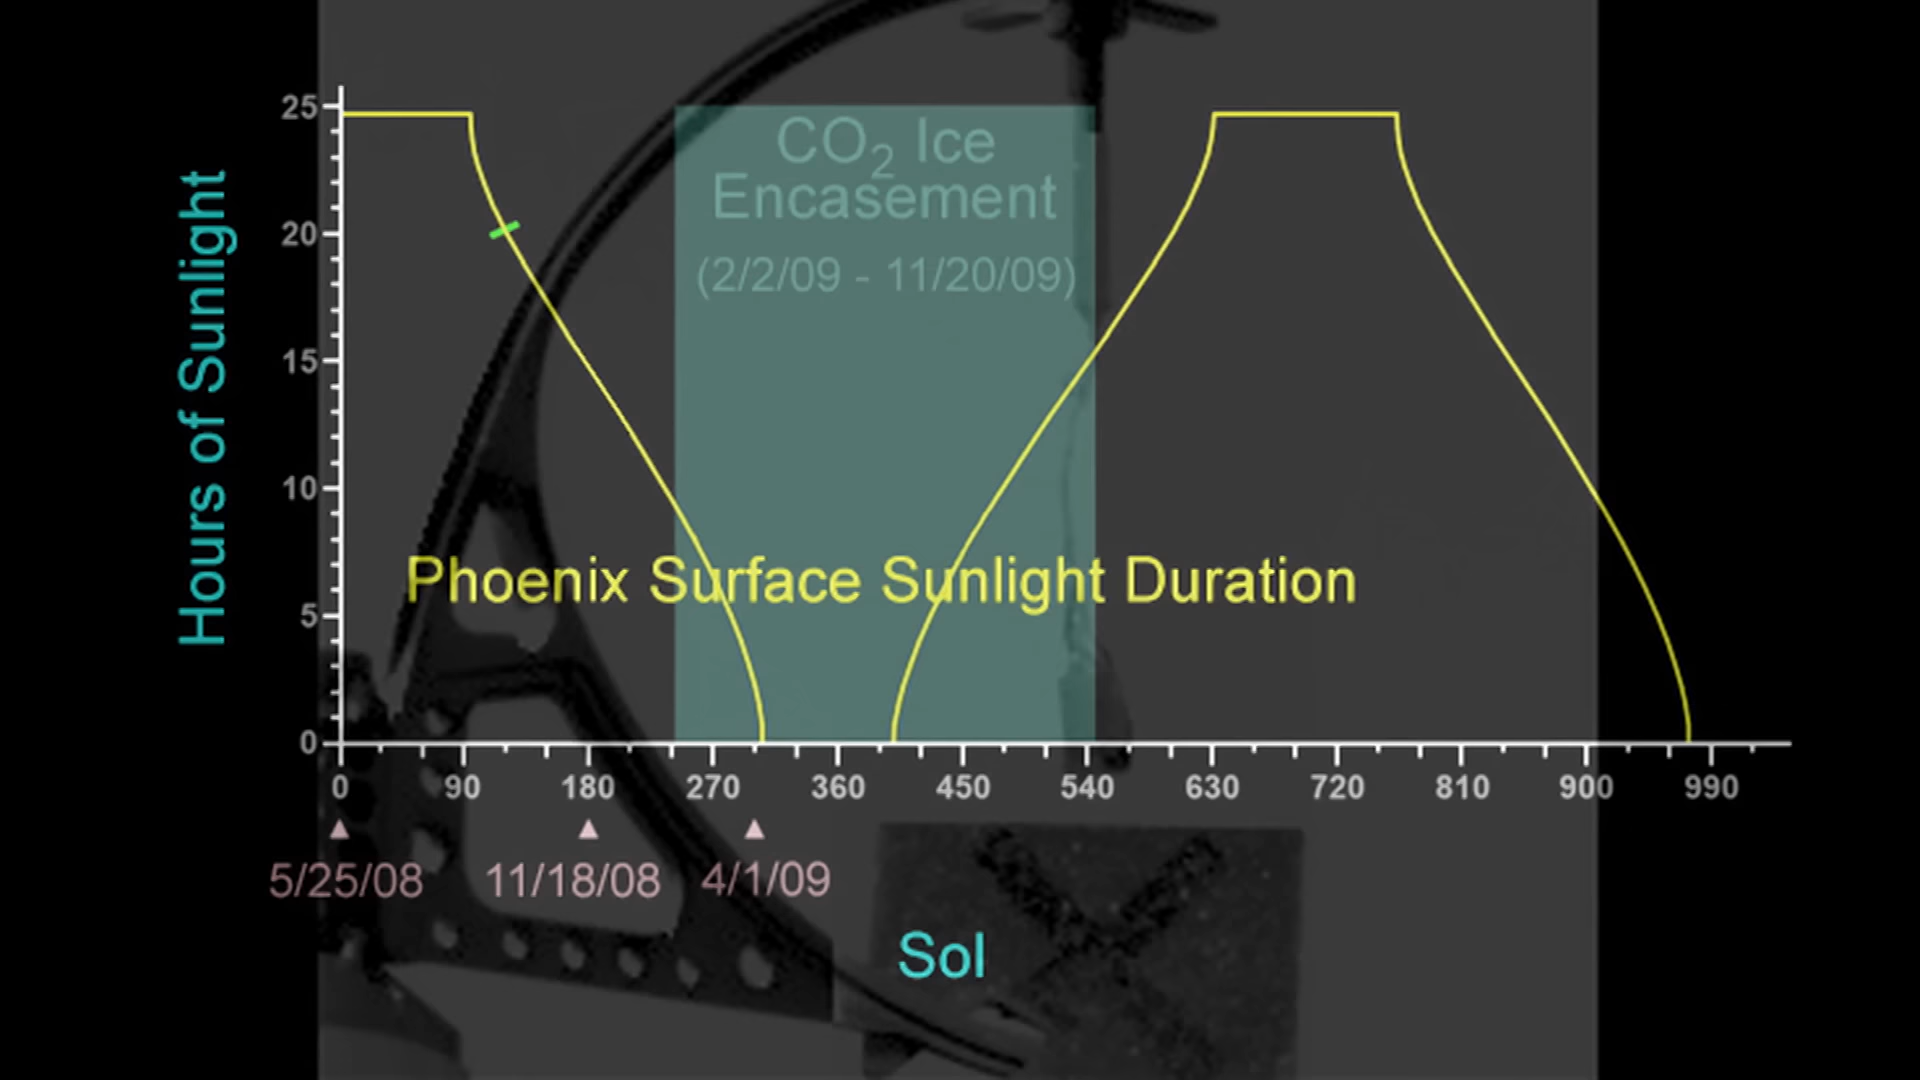 25
20
15
10
5
0
Hours of Sunlight
CO₂ Ice
Encasement
(2/2/09 - 11/20/09)
Phoenix Surface Sunlight Duration
0 90 180 270 360 450 540 630 720 810 900 990
5/25/08 11/18/08 4/1/09
Sol